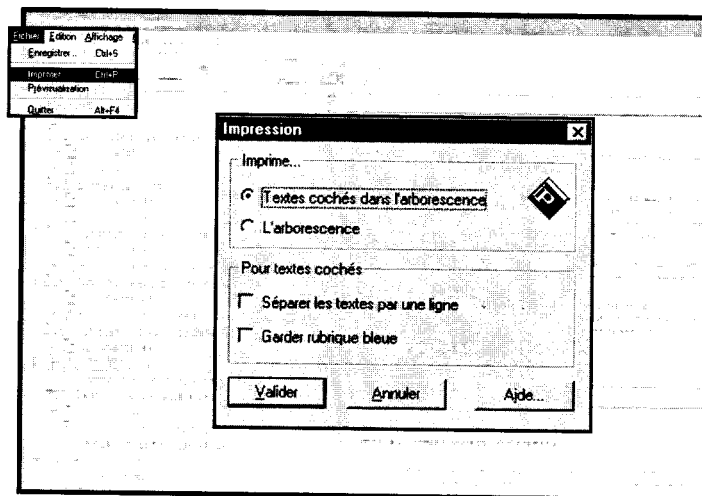 Fichier Edition Affichage
Enregistrer... Ctrl+S
Imprimer Ctrl+P
Prévisualisation
Quitter Alt+F4
Impression
Imprime...
Textes cochés dans l'arborescence
L'arborescence
Pour textes cochés
Séparer les textes par une ligne
Garder rubrique bleue
Valider Annuler Aide...